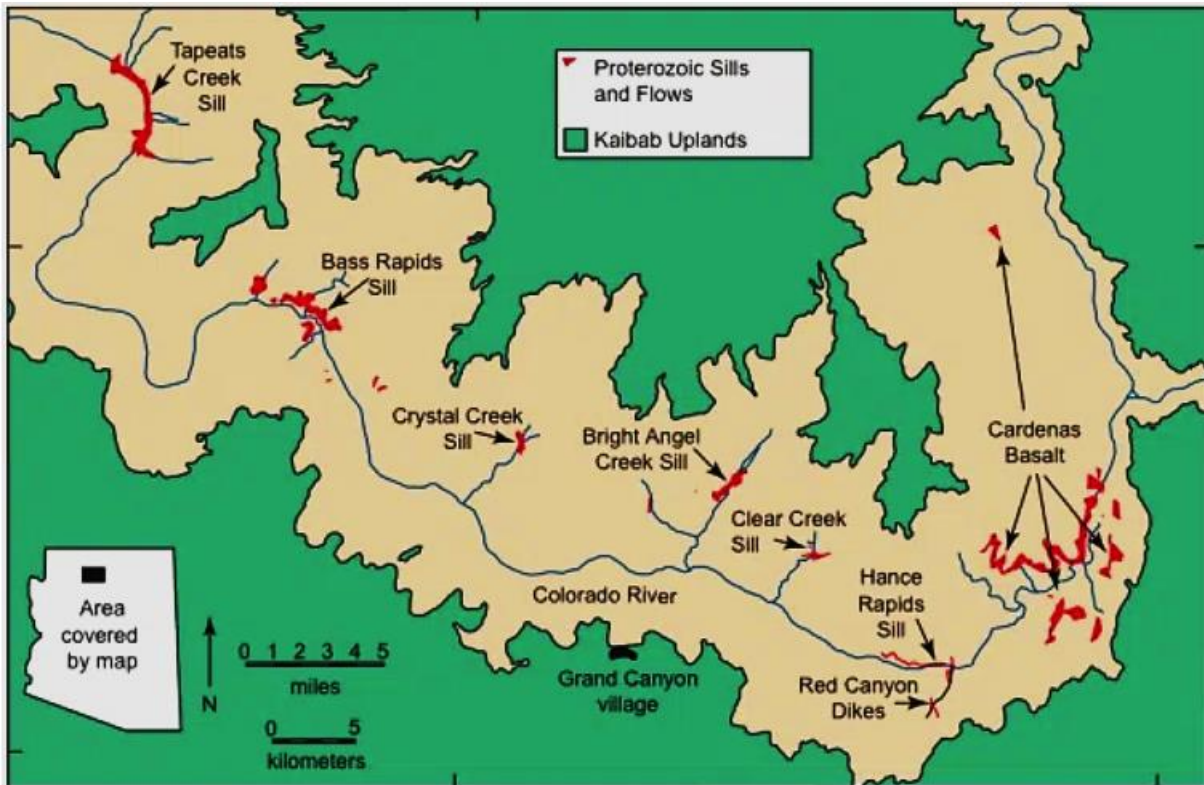 Tapeats
Creek
Sill
Proterozoic Sills
and Flows
Kaibab Uplands
Bass Rapids
Sill
Crystal Creek
Sill
Bright Angel
Creek Sill
Cardenas
Basalt
Clear Creek
Sill
Hance
Rapids
Sill
Colorado River
Area
covered
by map
N
0 1 2 3 4 5
miles
0 5
kilometers
Grand Canyon
village
Red Canyon
Dikes